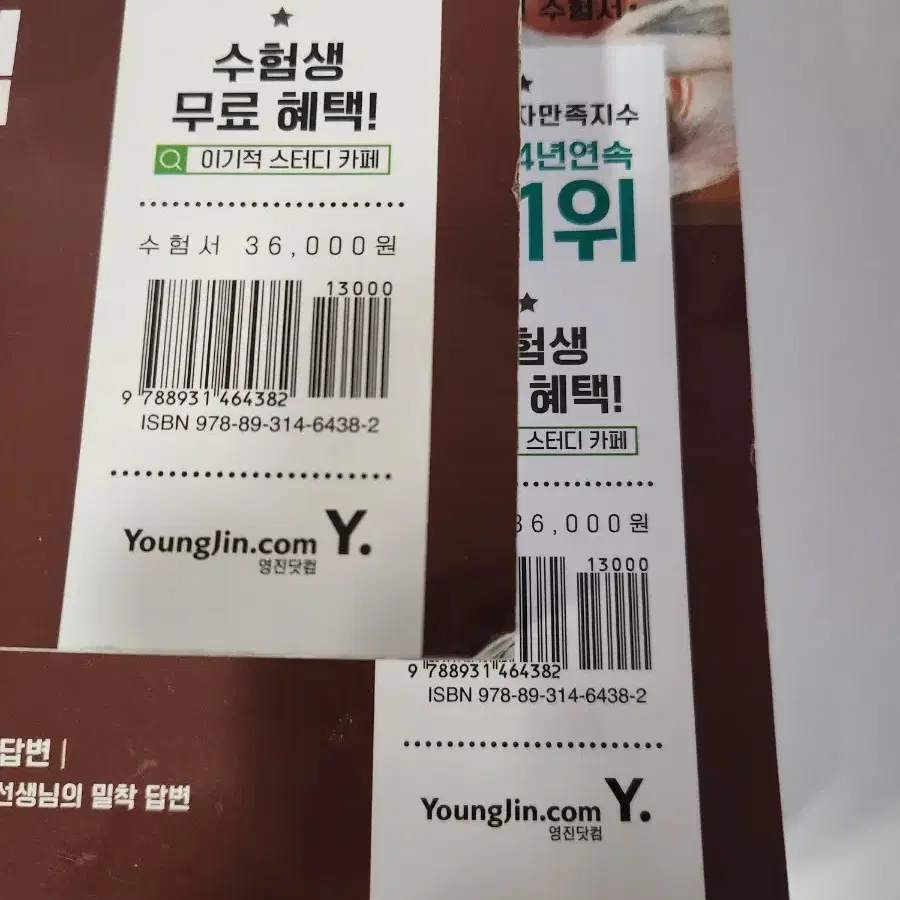 수험생
무료 혜택!
이기적 스터디 카페
수험서 36,000원
13000
9 788931 464382
ISBN 978-89-314-6438-2
YoungJin.com Y.
영진닷컴
수험서
자만족지수
4년연속
1위
험생
혜택!
스터디 카페
36,000원
13000
9 788931 464382
ISBN 978-89-314-6438-2
YoungJin.com Y.
영진닷컴
답변 |
선생님의 밀착 답변